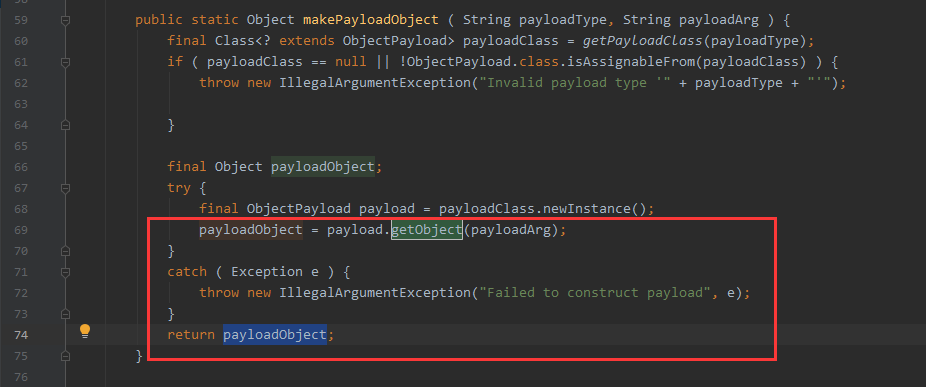 59 public static Object makePayloadObject ( String payloadType, String payloadArg ) {
60 final Class<? extends ObjectPayload> payloadClass = getPayloadClass(payloadType);
61 if ( payloadClass == null || !ObjectPayload.class.isAssignableFrom(payloadClass) ) {
62 throw new IllegalArgumentException("Invalid payload type '" + payloadType + "'");
63
64 }
65
66 final Object payloadObject;
67 try {
68 final ObjectPayload payload = payloadClass.newInstance();
69 payloadObject = payload.getObject(payloadArg);
70 }
71 catch ( Exception e ) {
72 throw new IllegalArgumentException("Failed to construct payload", e);
73 }
74 return payloadObject;
75 }
76